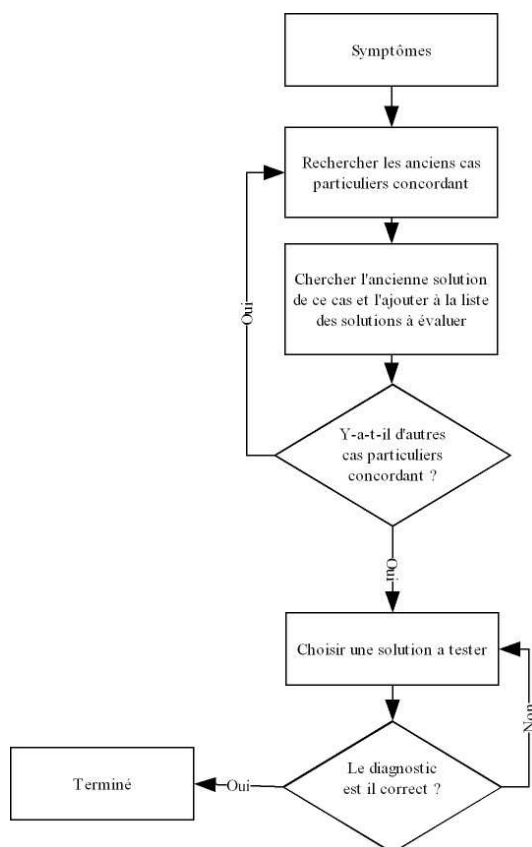 Symptômes
Rechercher les anciens cas
particuliers concordant
Chercher l'ancienne solution
de ce cas et l'ajouter à la liste
des solutions à évaluer
Oui
Y-a-t-il d'autres
cas particuliers
concordant ?
Oui
Choisir une solution a tester
Non
Le diagnostic
est il correct ?
Oui
Terminé